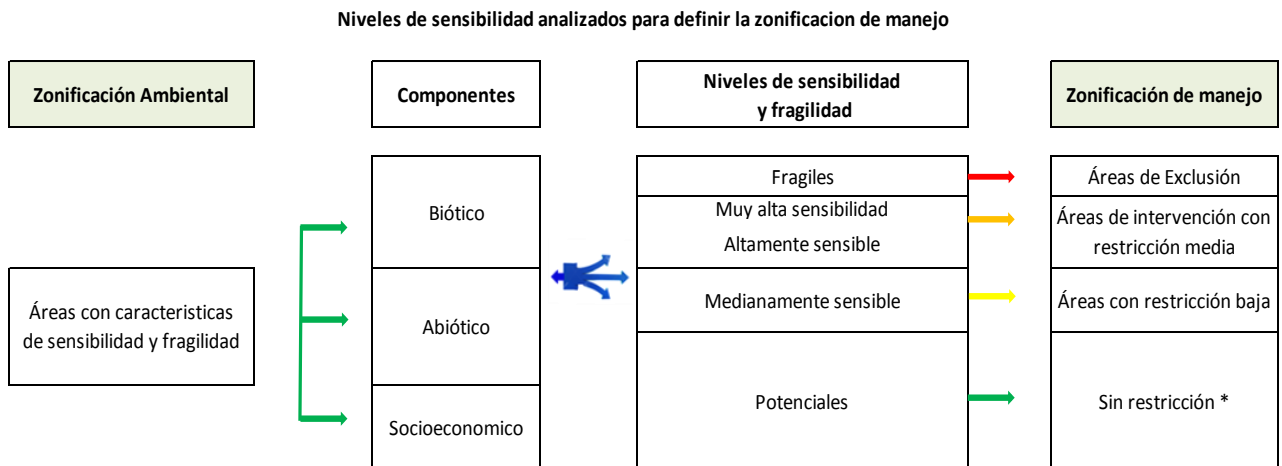 Niveles de sensibilidad analizados para definir la zonificacion de manejo
Zonificación Ambiental
Componentes
Niveles de sensibilidad
y fragilidad
Zonificación de manejo
Áreas con caracteristicas
de sensibilidad y fragilidad
Biótico
Abiótico
Socioeconomico
Fragiles
Muy alta sensibilidad
Altamente sensible
Medianamente sensible
Potenciales
Áreas de Exclusión
Áreas de intervención con
restricción media
Áreas con restricción baja
Sin restricción *